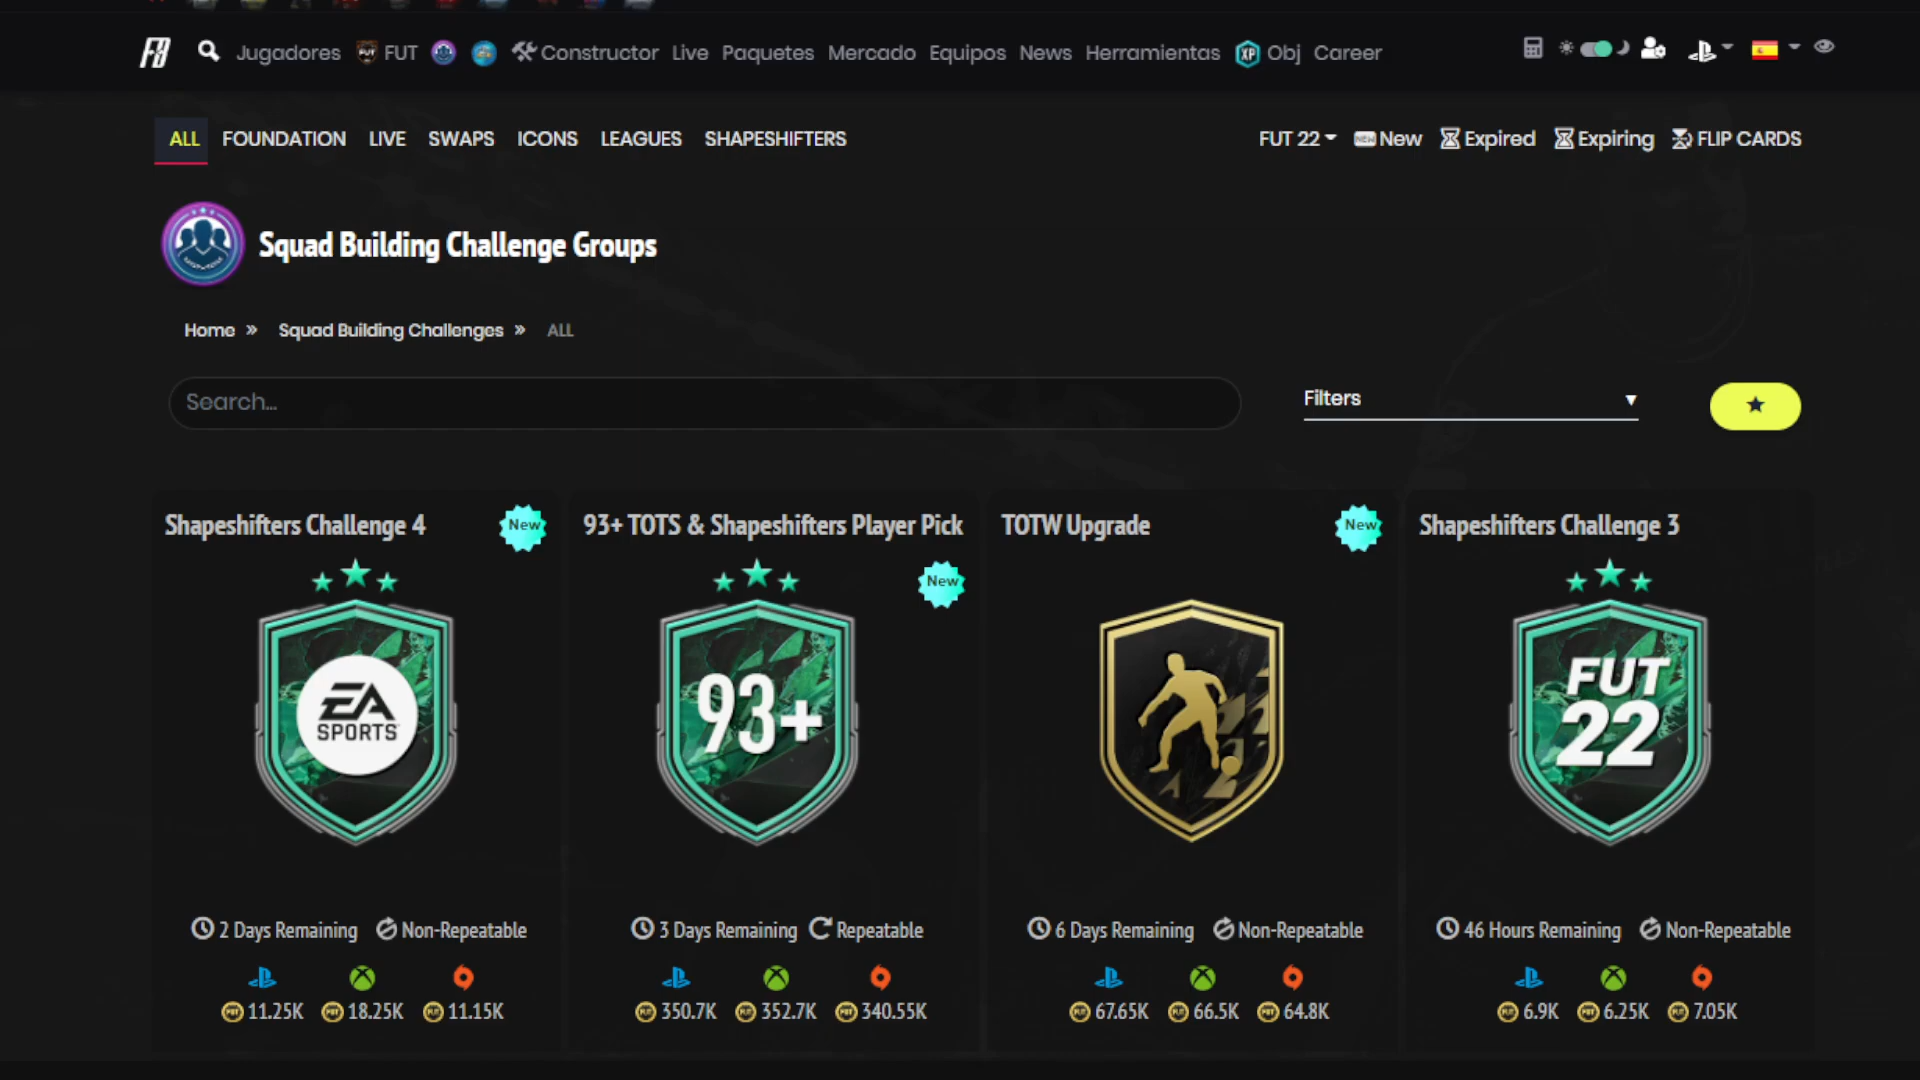 Jugadores FUT Constructor Live Paquetes Mercado Equipos News Herramientas XP Obj Career
ALL FOUNDATION LIVE SWAPS ICONS LEAGUES SHAPESHIFTERS
FUT 22 New Expired Expiring FLIP CARDS
Squad Building Challenge Groups
Home » Squad Building Challenges » ALL
Search...
Filters
Shapeshifters Challenge 4 New
EA
SPORTS
2 Days Remaining Non-Repeatable
11.25K 18.25K 11.15K
93+ TOTS & Shapeshifters Player Pick
New
93+
3 Days Remaining Repeatable
350.7K 352.7K 340.55K
TOTW Upgrade New
6 Days Remaining Non-Repeatable
67.65K 66.5K 64.8K
Shapeshifters Challenge 3
FUT
22
46 Hours Remaining Non-Repeatable
6.9K 6.25K 7.05K